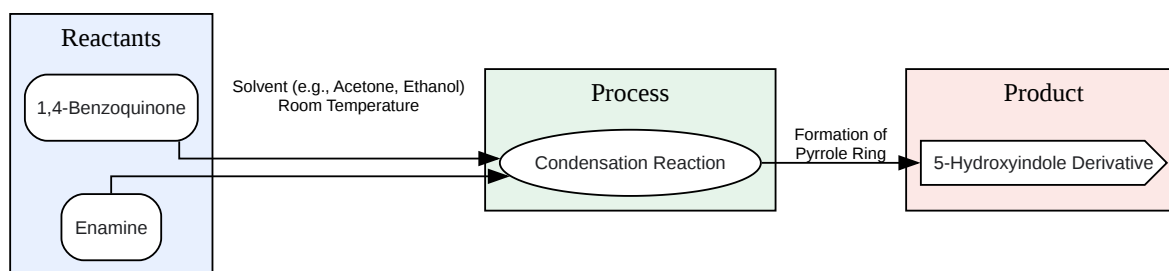 Reactants
1,4-Benzoquinone
Enamine
Solvent (e.g., Acetone, Ethanol)
Room Temperature
Process
Condensation Reaction
Formation of
Pyrrole Ring
Product
5-Hydroxyindole Derivative